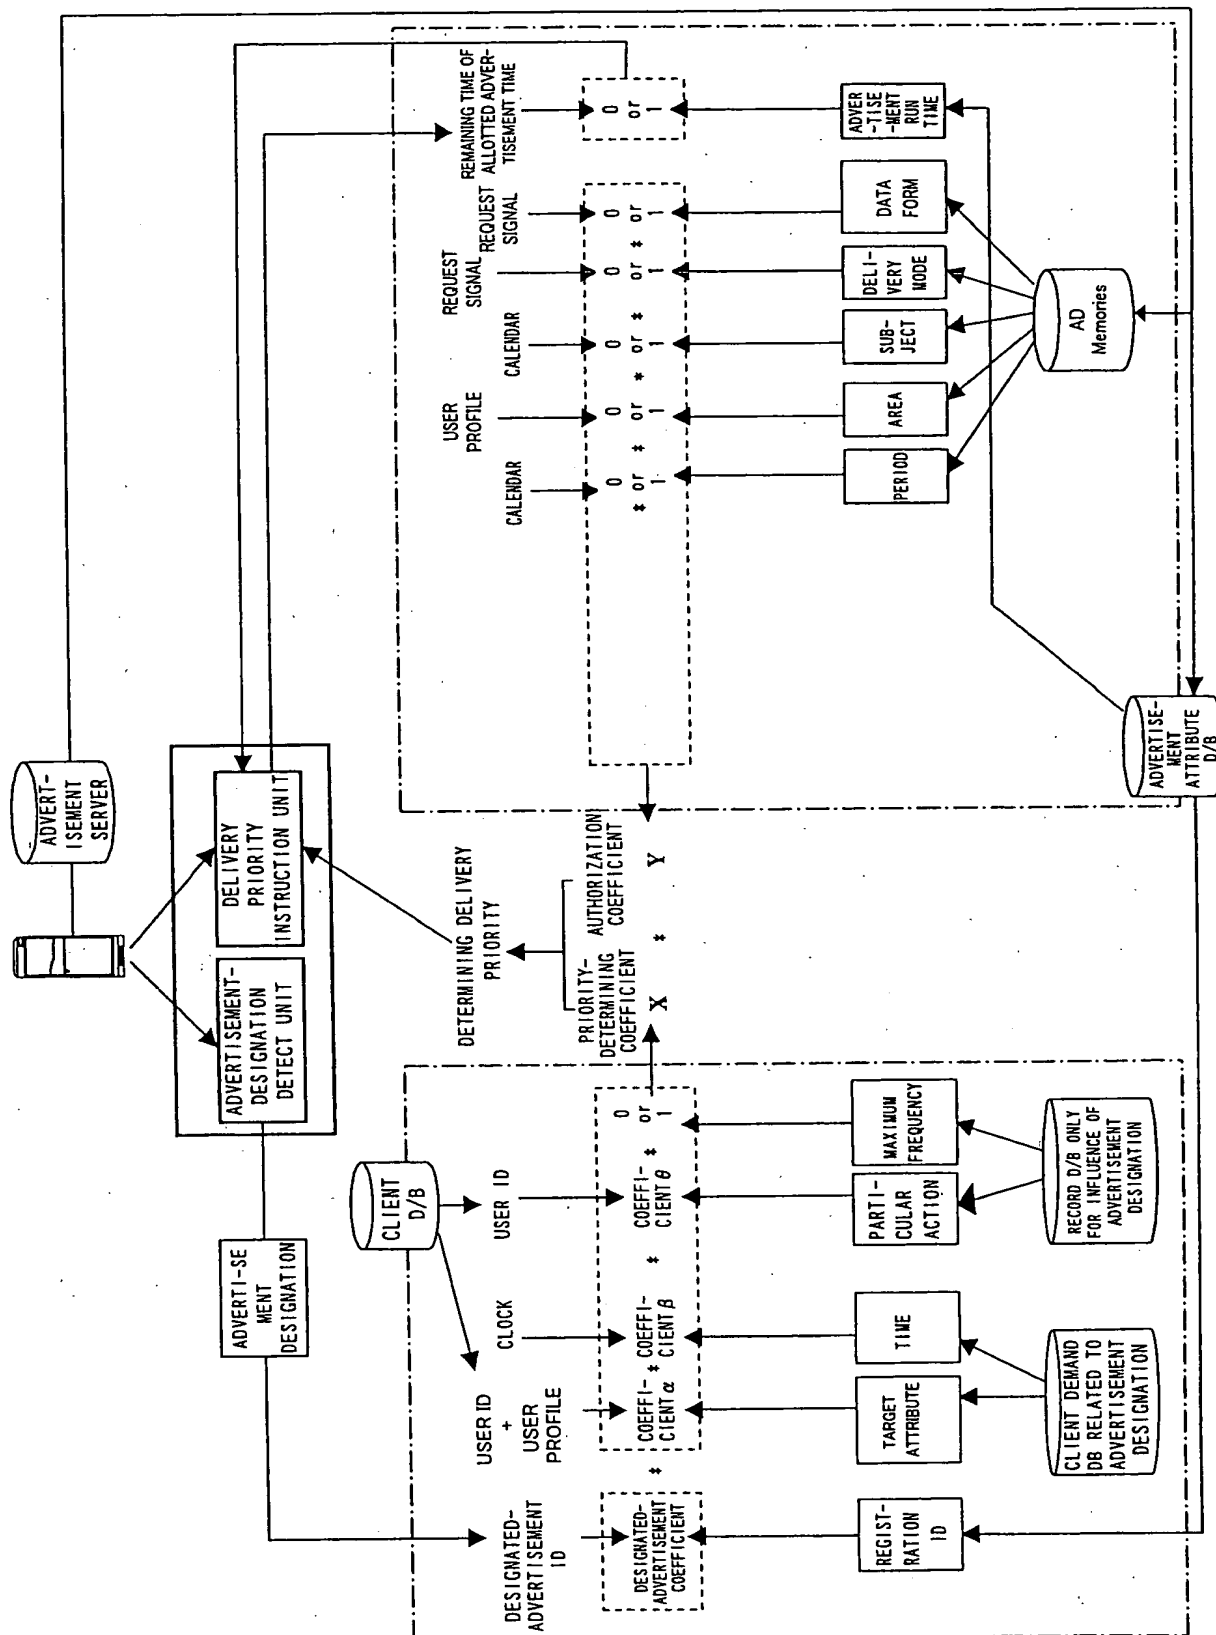 ADVERT-
ISEMENT
SERVER
ADVERTISEMENT-
DESIGNATION
DETECT UNIT
DELIVERY
PRIORITY
INSTRUCTION UNIT
ADVERTI-SE
MENT
DESIGNATION
CLIENT
D/B
DETERMINING DELIVERY
PRIORITY
PRIORITY-
DETERMINING
COEFFICIENT
AUTHORIZATION
COEFFICIENT
X * Y
DESIGNATED-
ADVERTISEMENT
ID
USER ID
+
USER
PROFILE
CLOCK
USER ID
DESIGNATED-
ADVERTISEMENT
COEFFICIENT
*
COEFFI-
CIENT α
*
COEFFI-
CIENT β
*
COEFFI-
CIENT θ
*
0
or
1
REGIST-
RATION
ID
TARGET
ATTRIBUTE
TIME
PARTI-
CULAR
ACTION
MAXIMUM
FREQUENCY
CLIENT DEMAND
DB RELATED TO
ADVERTISEMENT
DESIGNATION
RECORD D/B ONLY
FOR INFLUENCE OF
ADVERTISEMENT
DESIGNATION
CALENDAR
USER
PROFILE
CALENDAR
REQUEST
SIGNAL
REQUEST
SIGNAL
REMAINING TIME OF
ALLOTTED ADVER-
TISEMENT TIME
*
0
or
1
*
0
or
1
*
*
0
or
1
*
0
or
1
*
0
or
1
0
or
1
PERIOD
AREA
SUB-
JECT
DELI-
VERY
MODE
DATA
FORM
ADVER
-TISE
-MENT
RUN
TIME
AD
Memories
ADVERTISE-
MENT
ATTRIBUTE
D/B